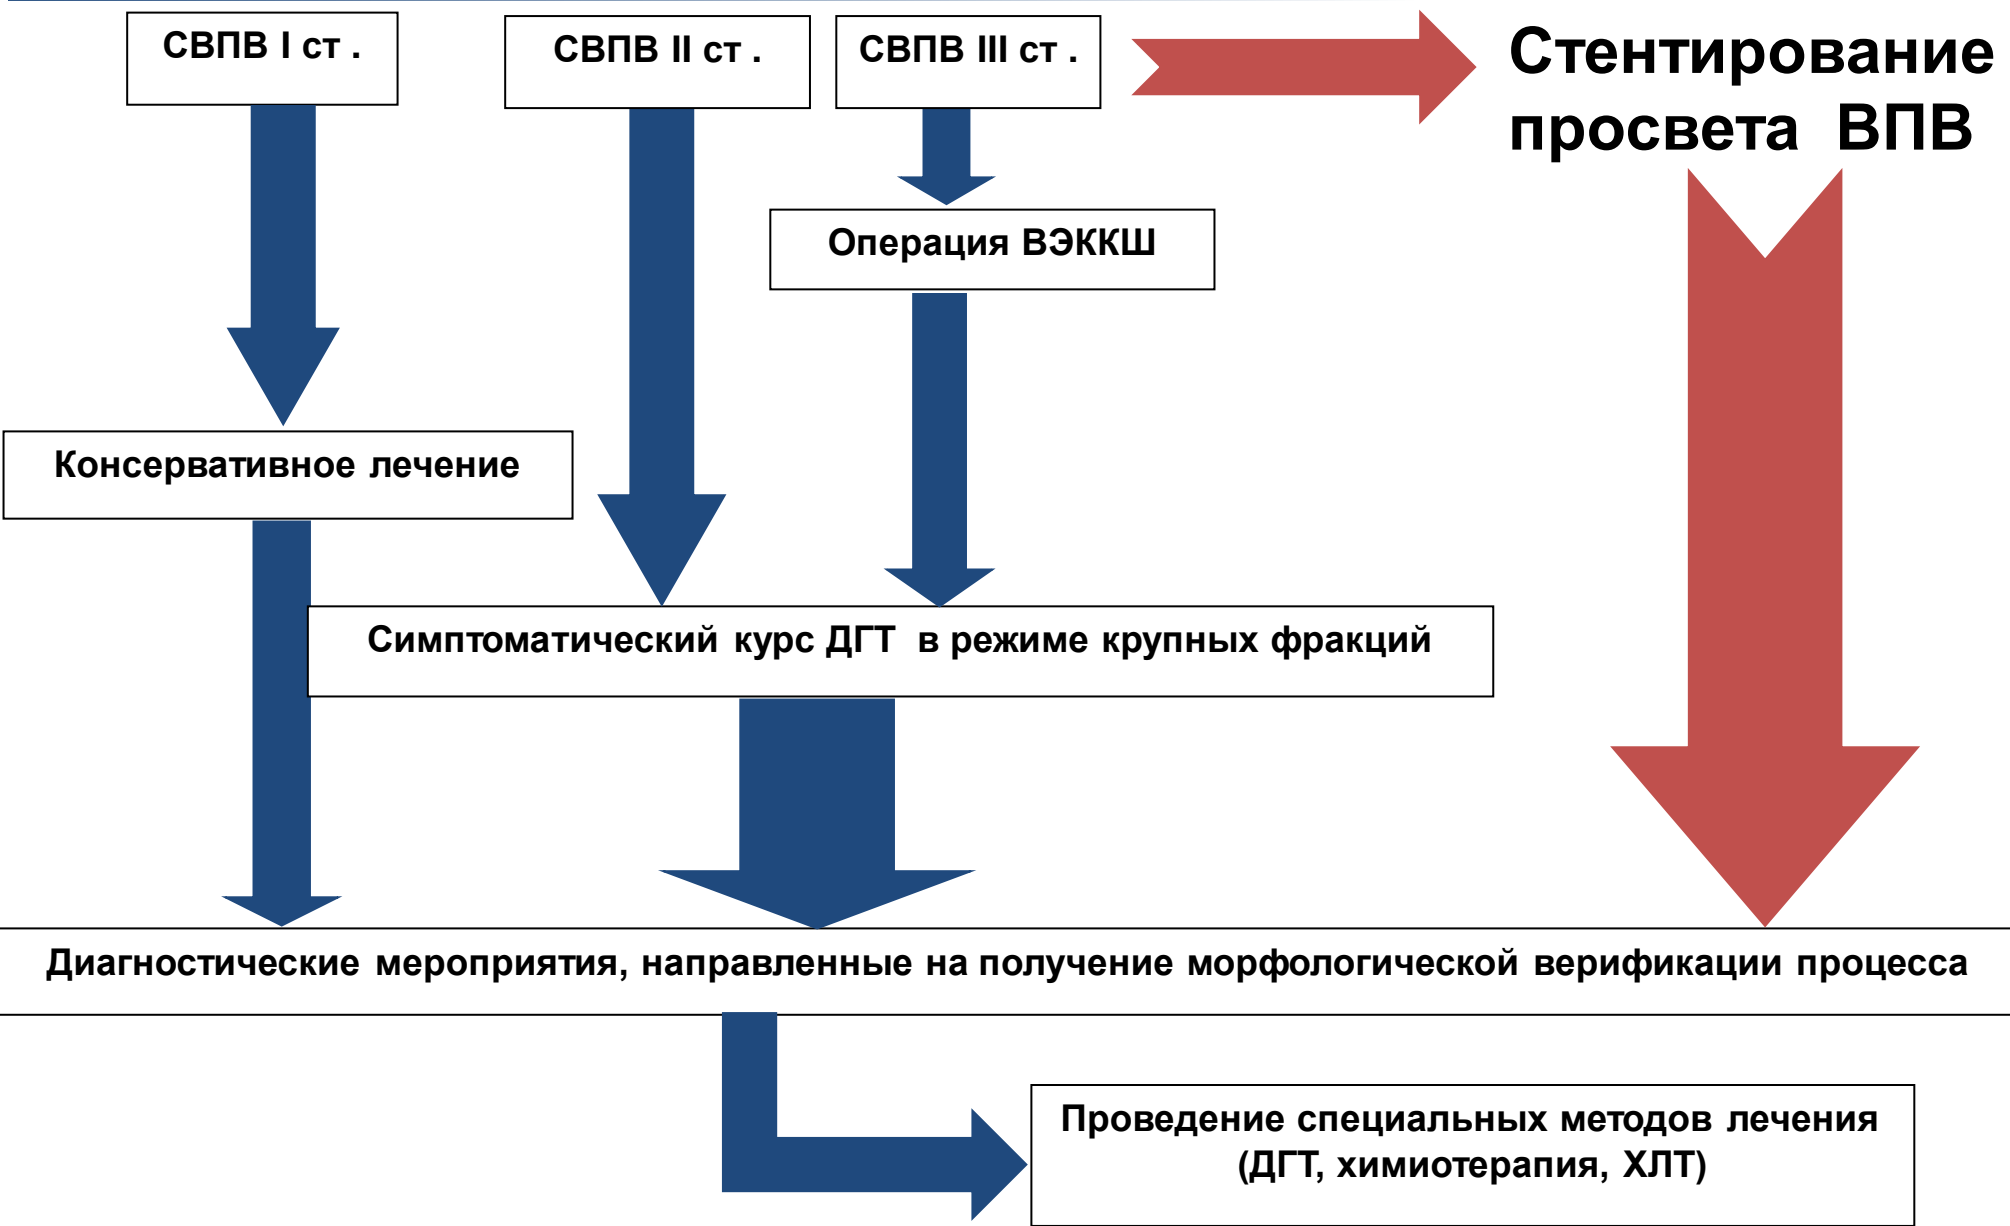 СВПВ I ст .
СВПВ II ст .
СВПВ III ст .
Стентирование
просвета ВПВ
Операция ВЭККШ
Консервативное лечение
Симптоматический курс ДГТ в режиме крупных фракций
Диагностические мероприятия, направленные на получение морфологической верификации процесса
Проведение специальных методов лечения
(ДГТ, химиотерапия, ХЛТ)